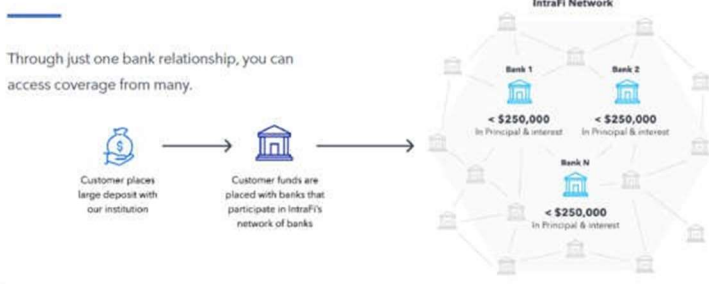 IntraFi Network
Through just one bank relationship, you can
access coverage from many.
Bank 1
Bank 2
< $250,000
In Principal & interest
< $250,000
In Principal & interest
Bank N
< $250,000
In Principal & interest
$
Customer places
large deposit with
our institution
Customer funds are
placed with banks that
participate in IntraFi's
network of banks